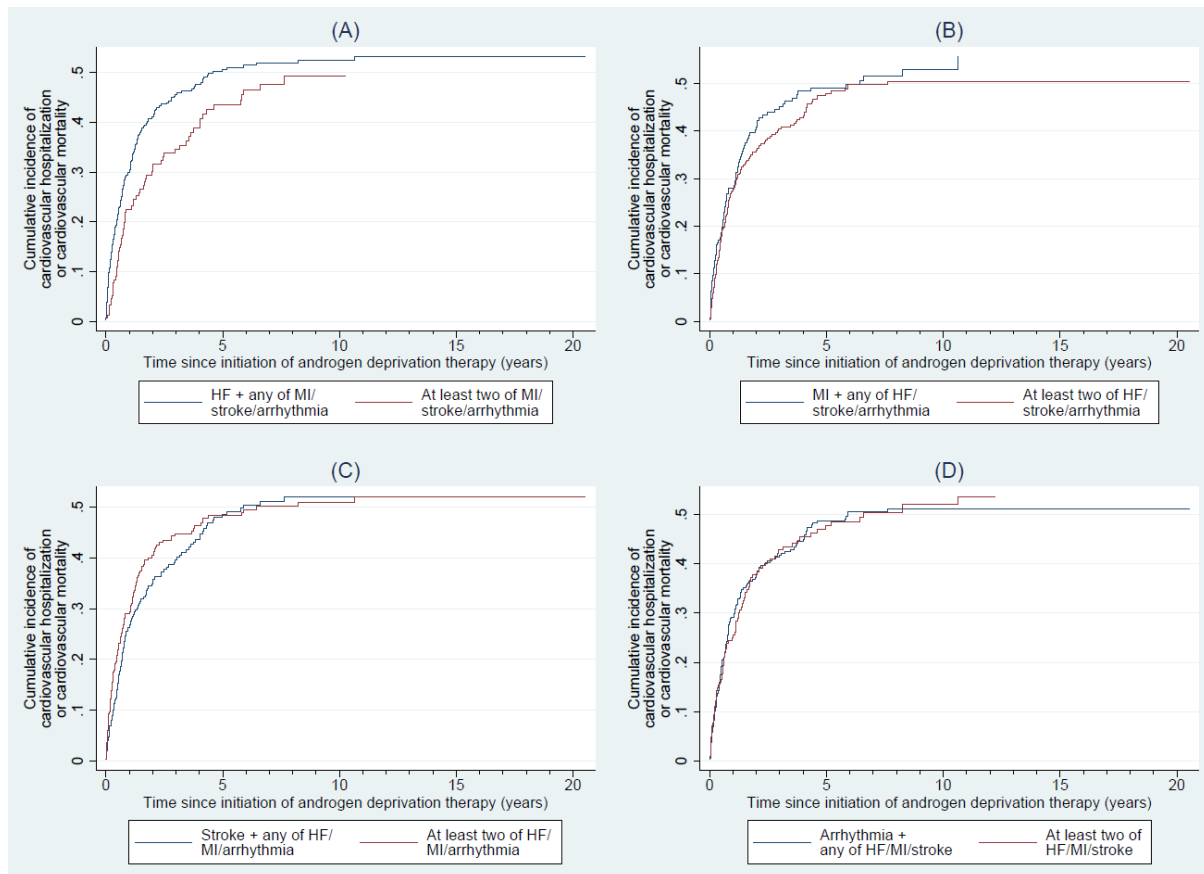 (A)
Cumulative incidence of
cardiovascular hospitalization
or cardiovascular mortality
.5
.4
.3
.2
.1
0
0 5 10 15 20
Time since initiation of androgen deprivation therapy (years)
HF + any of MI/
stroke/arrhythmia
At least two of MI/
stroke/arrhythmia
(B)
Cumulative incidence of
cardiovascular hospitalization
or cardiovascular mortality
.5
.4
.3
.2
.1
0
0 5 10 15 20
Time since initiation of androgen deprivation therapy (years)
MI + any of HF/
stroke/arrhythmia
At least two of HF/
stroke/arrhythmia
(C)
Cumulative incidence of
cardiovascular hospitalization
or cardiovascular mortality
.5
.4
.3
.2
.1
0
0 5 10 15 20
Time since initiation of androgen deprivation therapy (years)
Stroke + any of HF/
MI/arrhythmia
At least two of HF/
MI/arrhythmia
(D)
Cumulative incidence of
cardiovascular hospitalization
or cardiovascular mortality
.5
.4
.3
.2
.1
0
0 5 10 15 20
Time since initiation of androgen deprivation therapy (years)
Arrhythmia +
any of HF/MI/stroke
At least two of
HF/MI/stroke